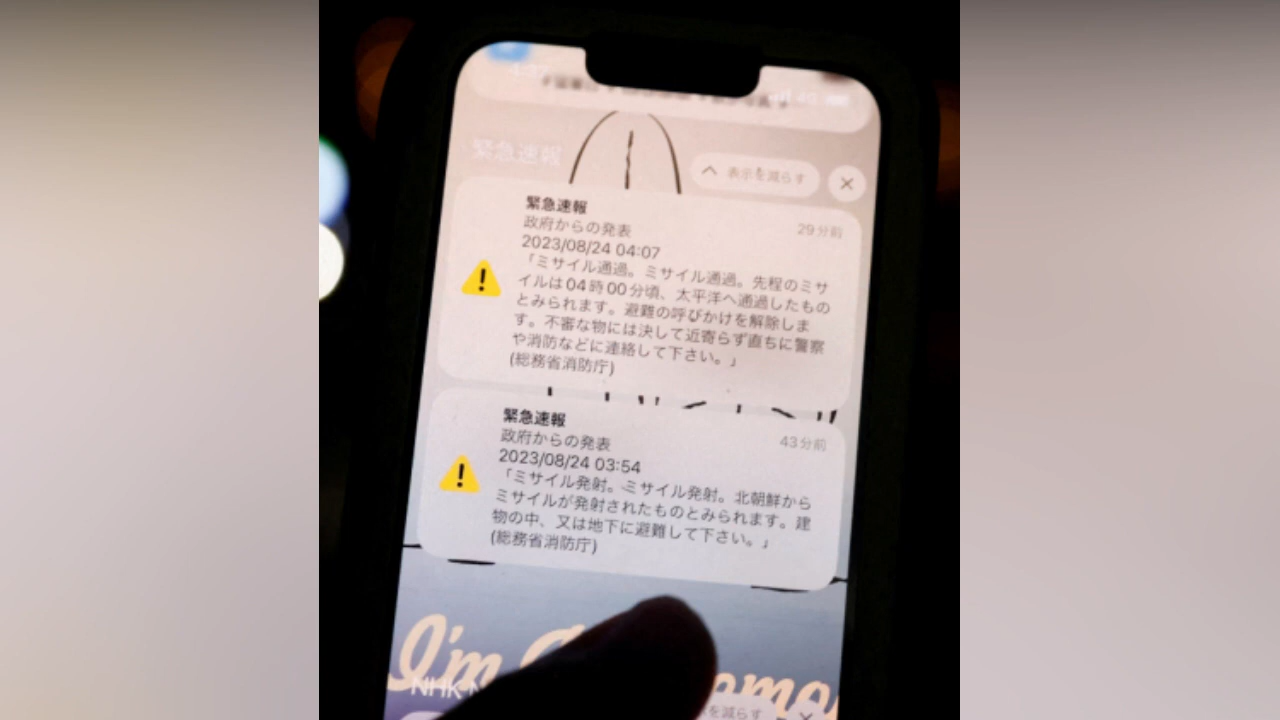 緊急速報
表示を減らす
緊急速報
29分前
政府からの発表
2023/08/24 04:07
「ミサイル通過。ミサイル通過。先程のミサ
イルは04時00分頃、太平洋へ通過したもの
とみられます。避難の呼びかけを解除しま
す。不審な物には決して近寄らず直ちに警察
や消防などに連絡して下さい。」
(総務省消防庁)
緊急速報
43分前
政府からの発表
2023/08/24 03:54
「ミサイル発射。ミサイル発射。北朝鮮から
ミサイルが発射されたものとみられます。建
物の中、又は地下に避難して下さい。」
(総務省消防庁)
I'm
NHK
を減らす